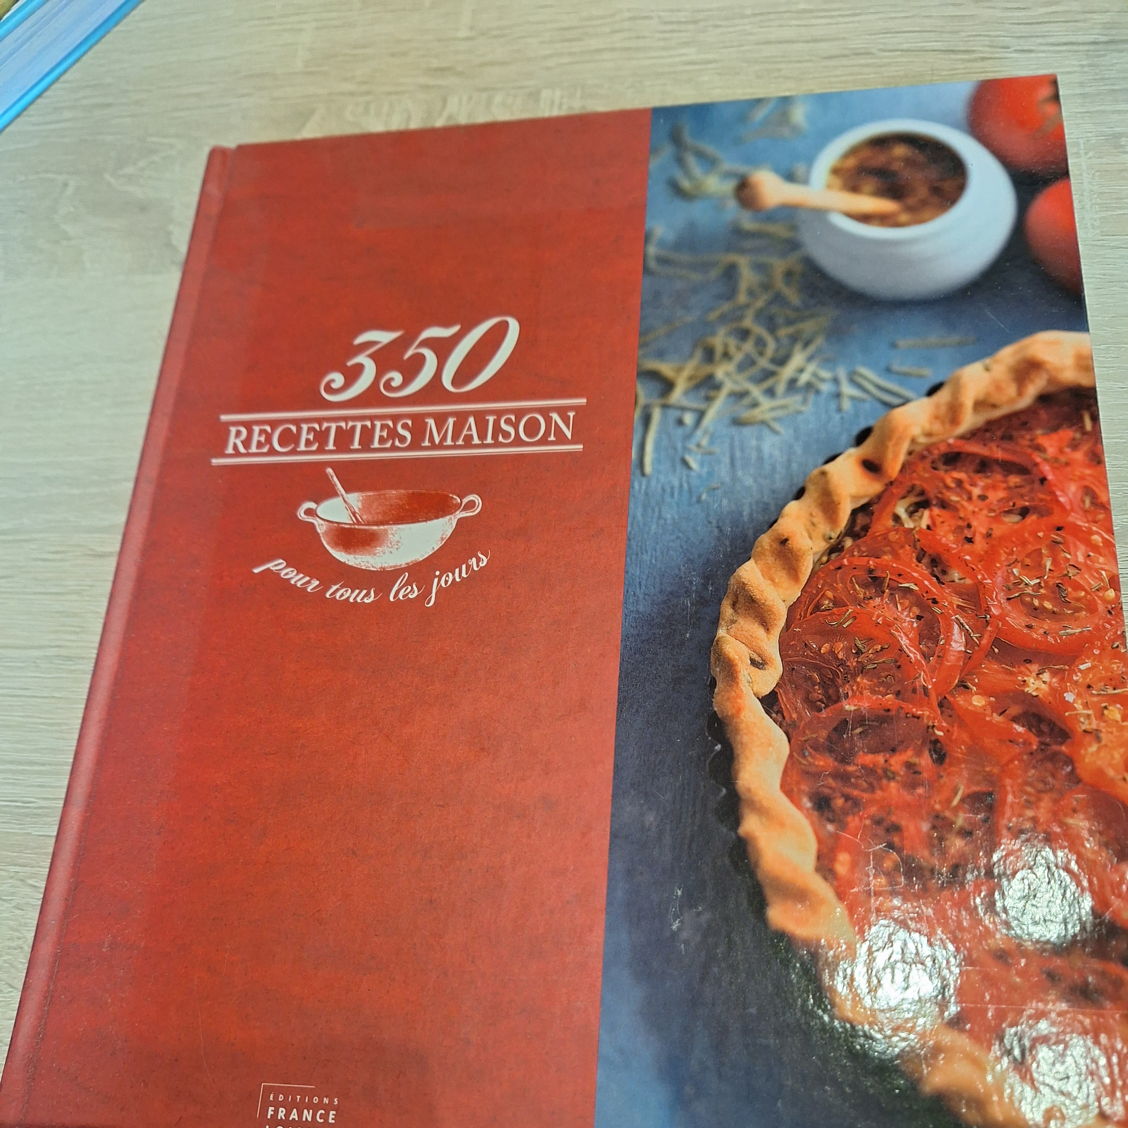 350
RECETTES MAISON
pour tous les jours
EDITIONS
FRANCE